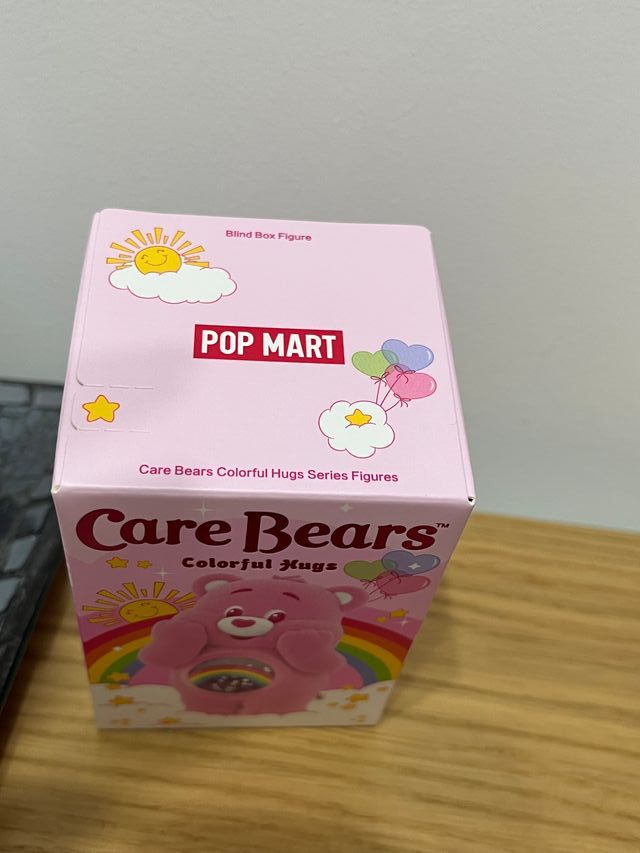 Blind Box Figure
POP MART
Care Bears Colorful Hugs Series Figures
Care Bears™
Colorful Hugs